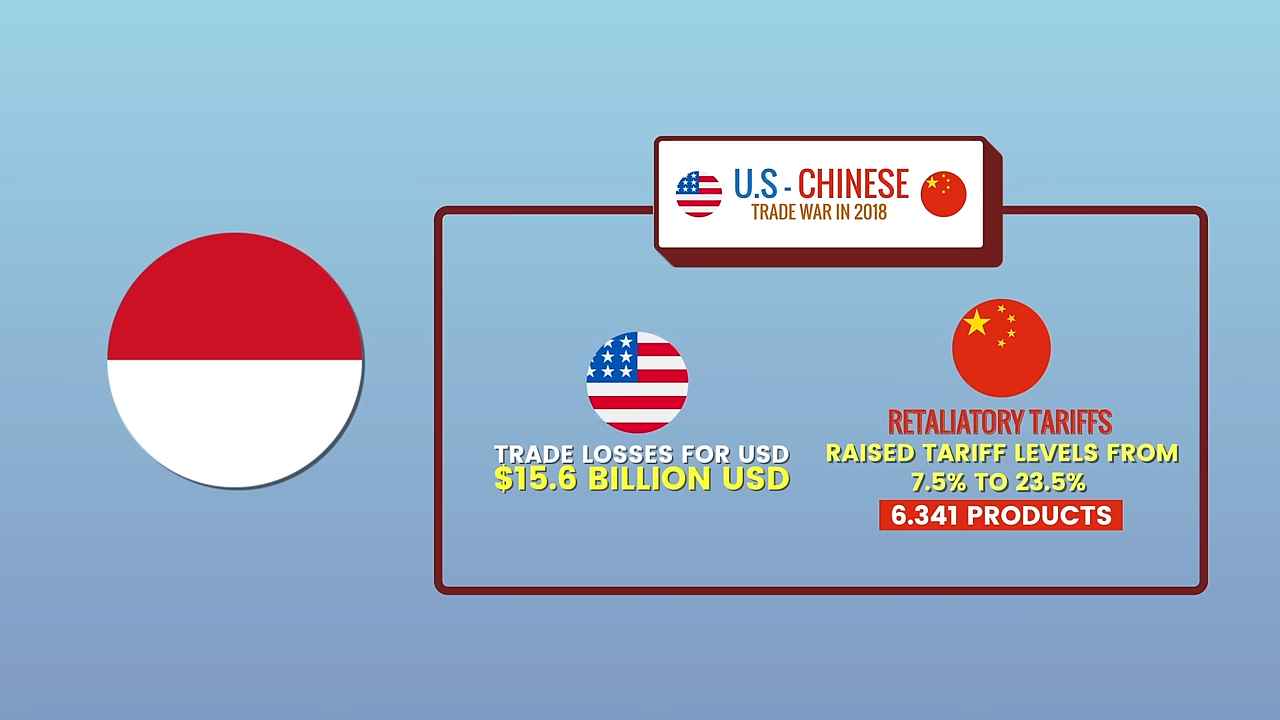 U.S - CHINESE
TRADE WAR IN 2018
TRADE LOSSES FOR USD
$15.6 BILLION USD
RETALIATORY TARIFFS
RAISED TARIFF LEVELS FROM
7.5% TO 23.5%
6.341 PRODUCTS